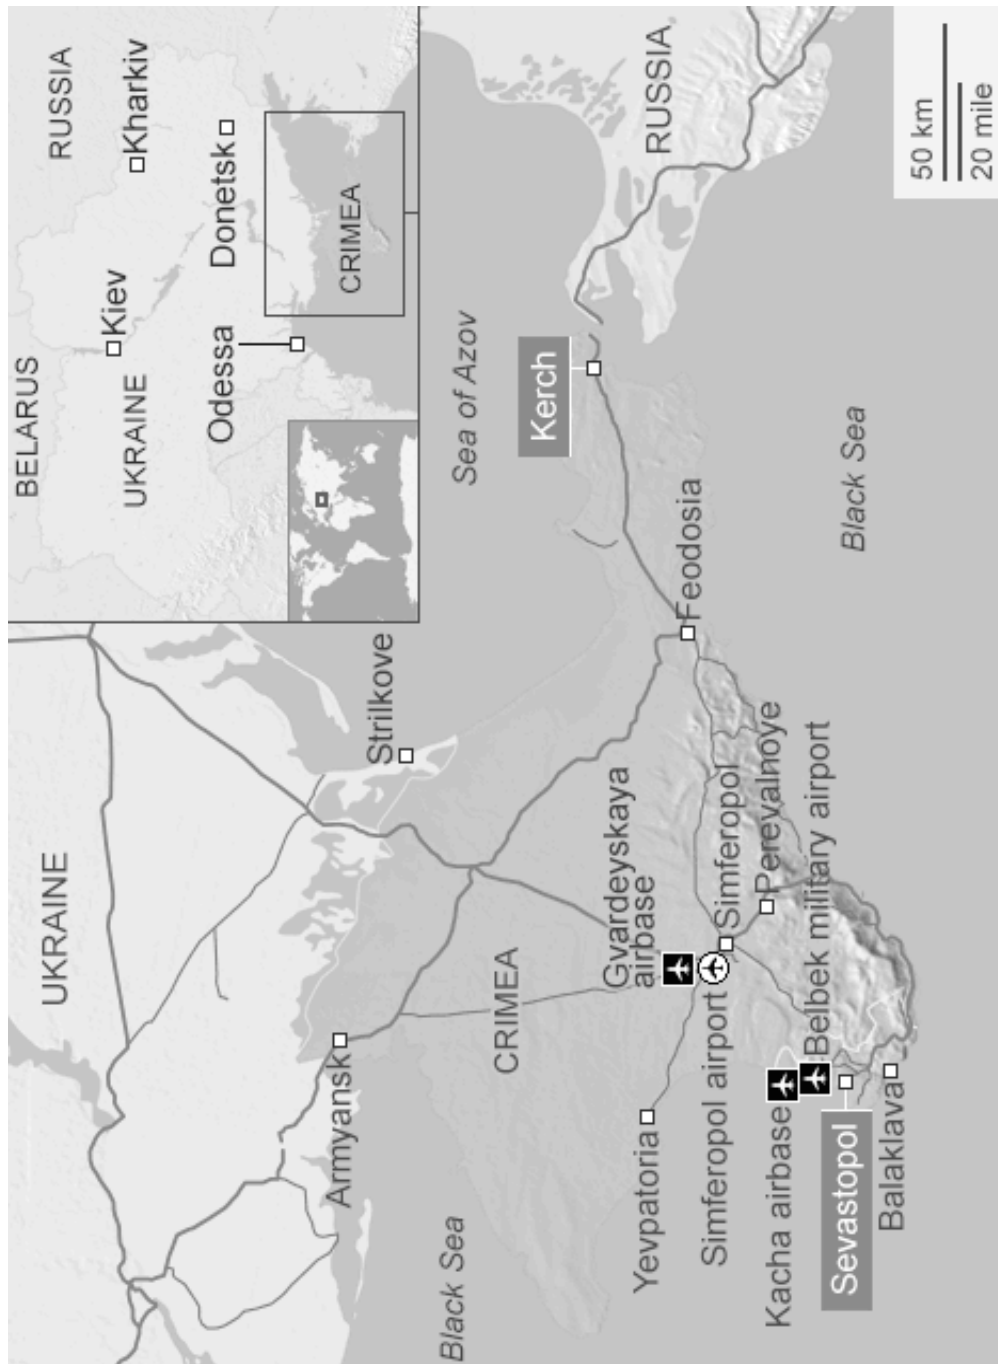 BELARUS
RUSSIA
Kiev
Kharkiv
UKRAINE
Donetsk
Odessa
CRIMEA
UKRAINE
Strilkove
Sea of Azov
Armyansk
RUSSIA
Black Sea
CRIMEA
Kerch
Gvardeyskaya
airbase
Yevpatoria
Feodosia
Simferopol airport
Simferopol
Perevalnoye
Kacha airbase
Belbek military airport
Sevastopol
Balaklava
Black Sea
50 km
20 mile